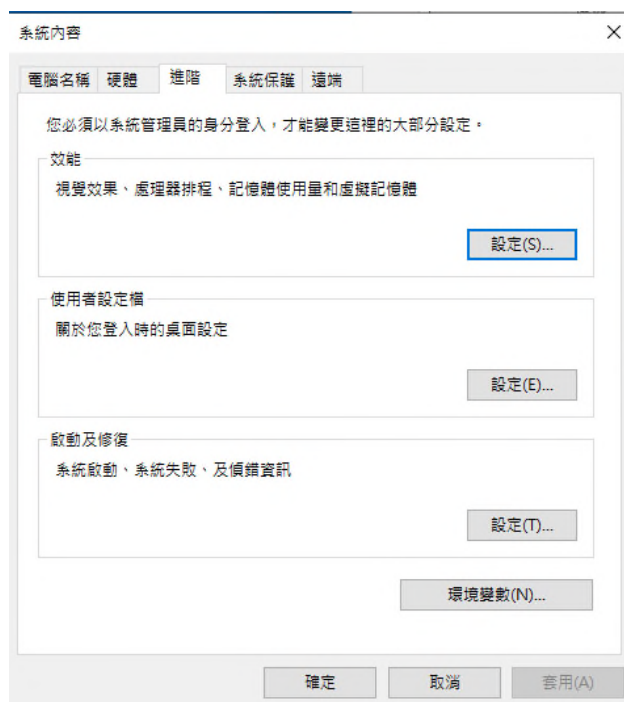 系統內容
電腦名稱 硬體 進階 系統保護 遠端
您必須以系統管理員的身分登入，才能變更這裡的大部分設定。
效能
視覺效果、處理器排程、記憶體使用量和虛擬記憶體
設定(S)...
使用者設定檔
關於您登入時的桌面設定
設定(E)...
啟動及修復
系統啟動、系統失敗、及偵錯資訊
設定(T)...
環境變數(N)...
確定 取消 套用(A)